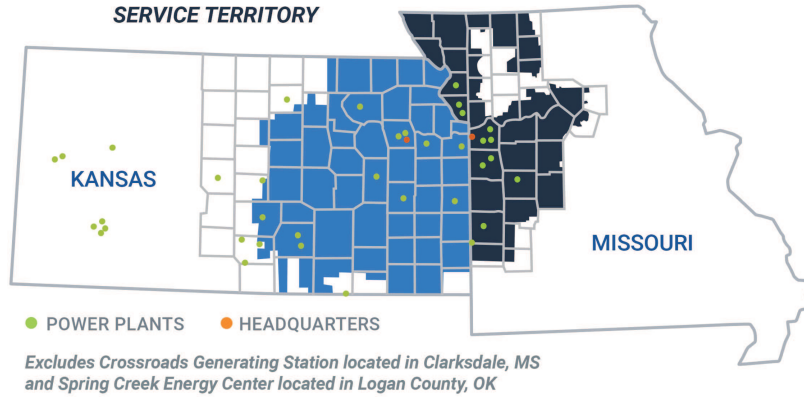 SERVICE TERRITORY
KANSAS
MISSOURI
POWER PLANTS
HEADQUARTERS
Excludes Crossroads Generating Station located in Clarksdale, MS
and Spring Creek Energy Center located in Logan County, OK